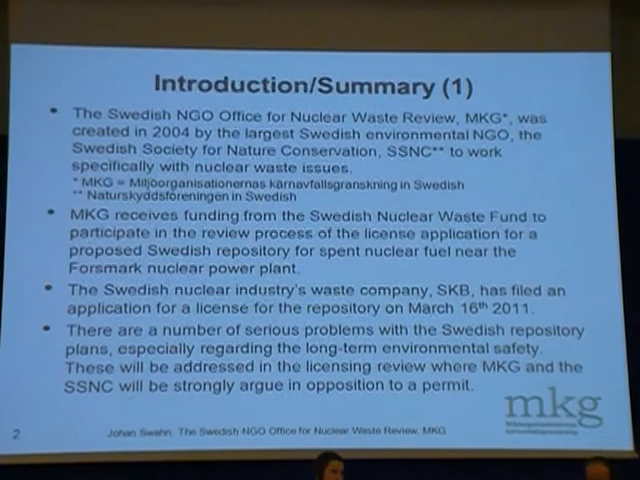 Introduction/Summary (1)
• The Swedish NGO Office for Nuclear Waste Review, MKG*, was
created in 2004 by the largest Swedish environmental NGO, the
Swedish Society for Nature Conservation, SSNC** to work
specifically with nuclear waste issues.
* MKG = Miljöorganisationernas kärnavfallsgranskning in Swedish
** Naturskyddsföreningen in Swedish
• MKG receives funding from the Swedish Nuclear Waste Fund to
participate in the review process of the license application for a
proposed Swedish repository for spent nuclear fuel near the
Forsmark nuclear power plant.
• The Swedish nuclear industry's waste company, SKB, has filed an
application for a license for the repository on March 16th 2011.
• There are a number of serious problems with the Swedish repository
plans, especially regarding the long-term environmental safety.
These will be addressed in the licensing review where MKG and the
SSNC will be strongly argue in opposition to a permit.
mkg
2
Johan Swahn, The Swedish NGO Office for Nuclear Waste Review, MKG